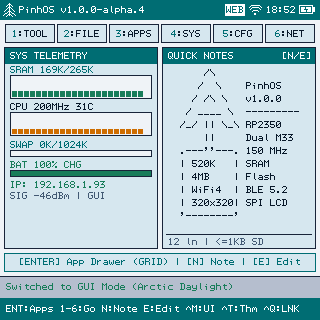 PinhOS v1.0.0-alpha.4 WEB 18:52
1:TOOL 2:FILE 3:APPS 4:SYS 5:CFG 6:NET
SYS TELEMETRY
SRAM 169K/265K
CPU 200MHz 31C
SWAP 0K/1024K
BAT 100% CHG
IP: 192.168.1.93
SIG -46dBm | GUI
QUICK NOTES [N/E]
PinhOS
v1.0.0
---------
RP2350
Dual M33
150 MHz
| 520K | SRAM
| 4MB | Flash
| WiFi4 | BLE 5.2
| 320x320| SPI LCD
12 ln | <=1KB SD
[ENTER] App Drawer (GRID) | [N] Note | [E] Edit
Switched to GUI Mode (Arctic Daylight)
ENT:Apps 1-6:Go N:Note E:Edit ^M:UI ^T:Thm ^Q:LNK